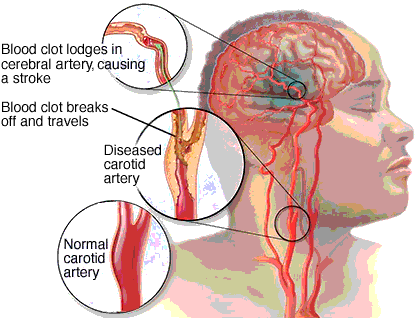 Blood clot lodges in
cerebral artery, causing
a stroke
Blood clot breaks
off and travels
Diseased
carotid
artery
Normal
carotid
artery